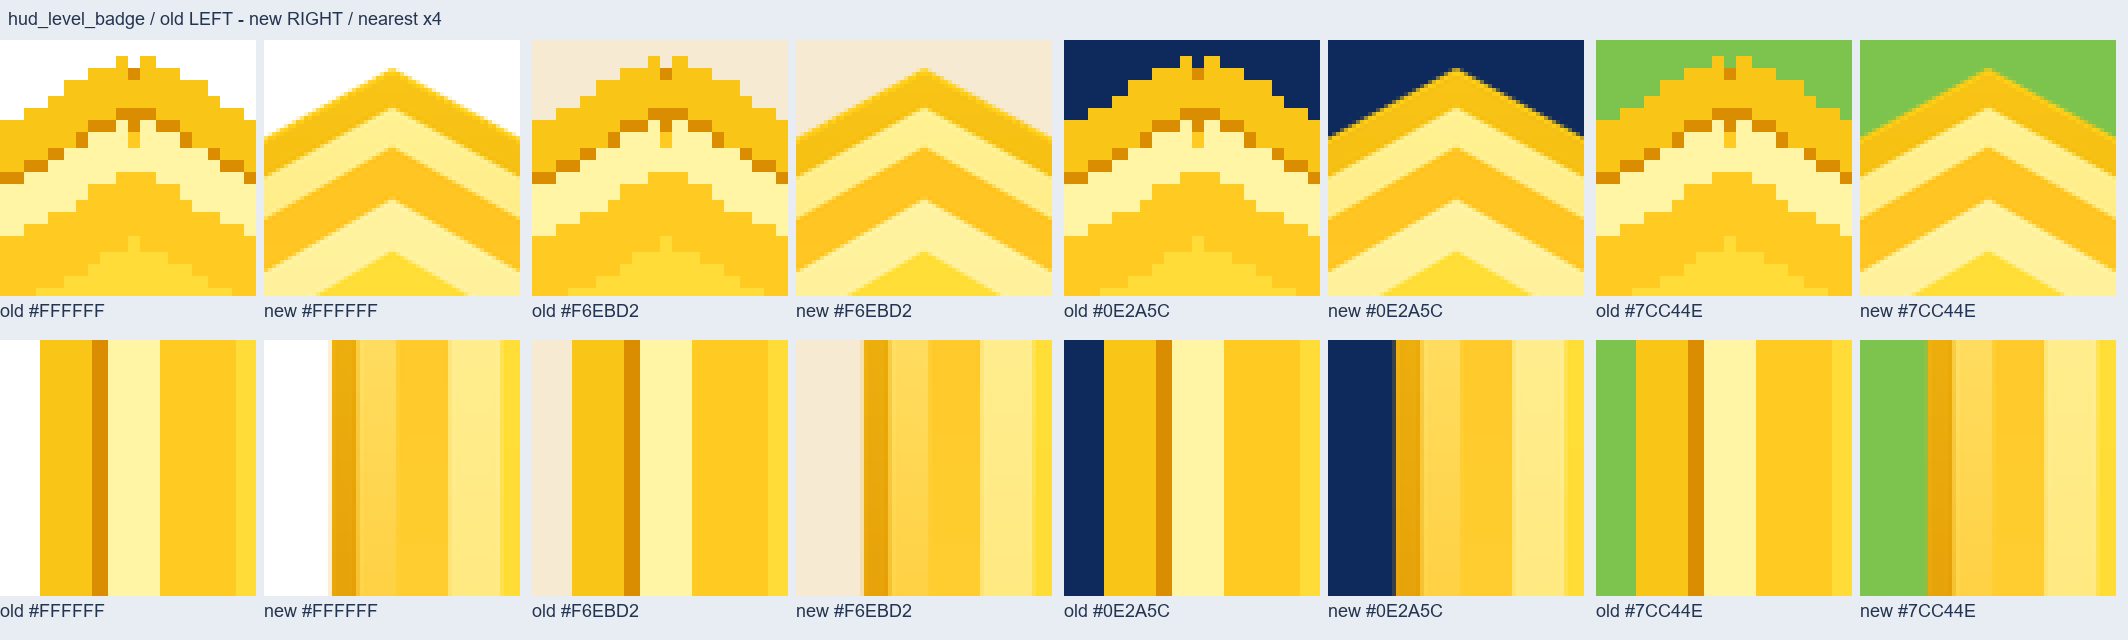 hud_level_badge / old LEFT - new RIGHT / nearest x4
old #FFFFFF new #FFFFFF old #F6EBD2 new #F6EBD2 old #0E2A5C new #0E2A5C old #7CC44E new #7CC44E
old #FFFFFF new #FFFFFF old #F6EBD2 new #F6EBD2 old #0E2A5C new #0E2A5C old #7CC44E new #7CC44E